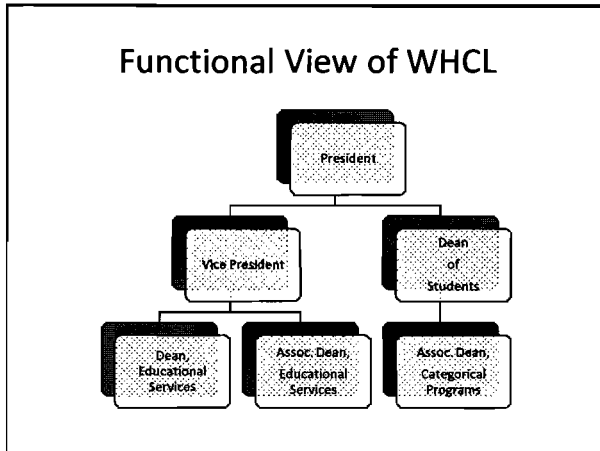 Functional View of WHCL
President
Vice President
Dean
of
Students
Dean,
Educational
Services
Assoc. Dean,
Educational
Services
Assoc. Dean,
Categorical
Programs